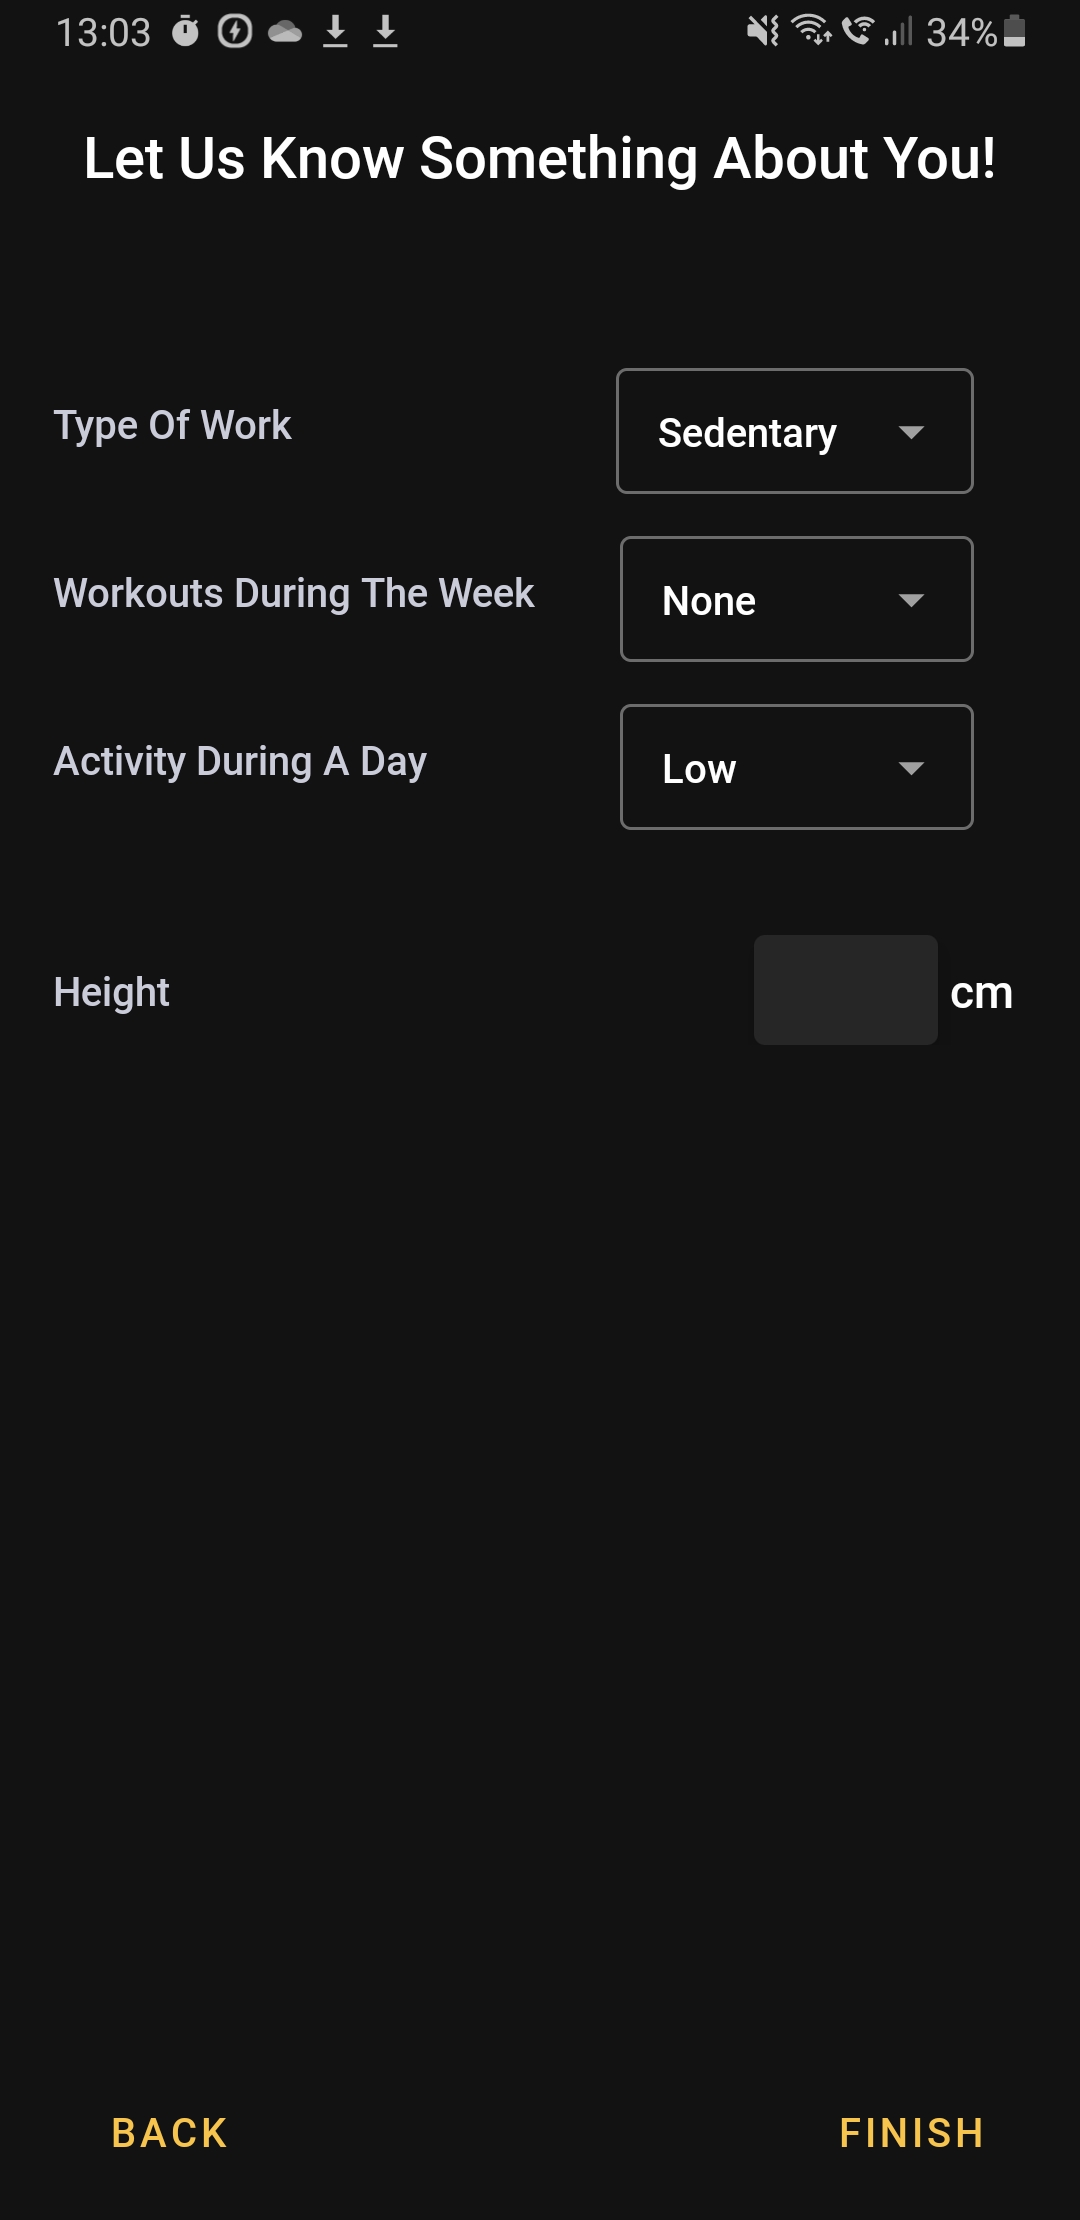 13:03 34%
Let Us Know Something About You!
Type Of Work Sedentary
Workouts During The Week None
Activity During A Day Low
Height cm
BACK FINISH